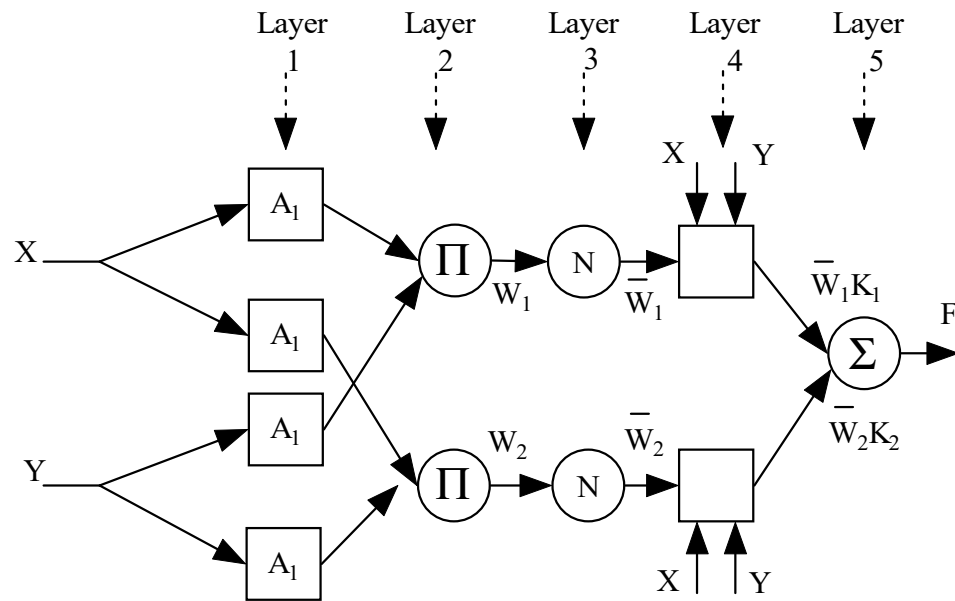 Layer 1
Layer 2
Layer 3
Layer 4
Layer 5
X
Y
A₁
X
Π
N
W₁
W̅₁
W̅₁K₁
A₁
F
Σ
A₁
W₂
W̅₂
W̅₂K₂
Y
Π
N
A₁
X
Y